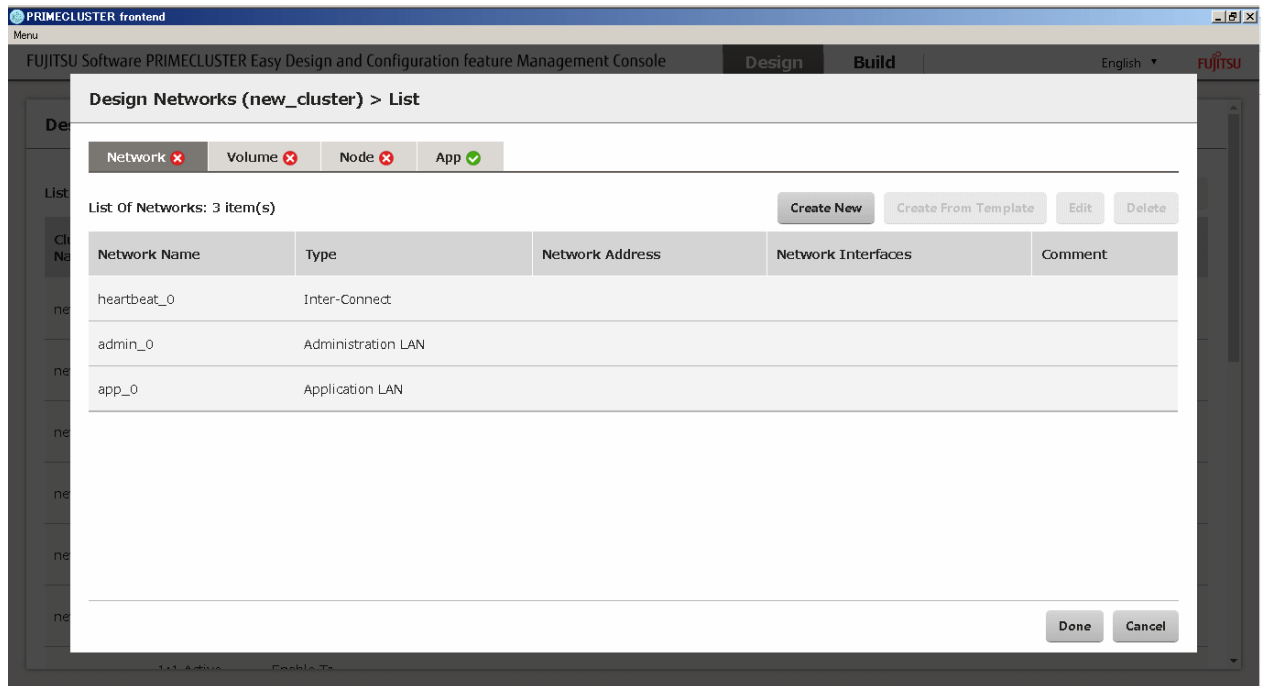 PRIMECLUSTER frontend
Menu
FUJITSU Software PRIMECLUSTER Easy Design and Configuration feature Management Console
Design
Build
English
FUJITSU
Design Networks (new_cluster) > List
Network
Volume
Node
App
List
List Of Networks: 3 item(s)
Create New
Create From Template
Edit
Delete
Network Name
Type
Network Address
Network Interfaces
Comment
heartbeat_0
Inter-Connect
admin_0
Administration LAN
app_0
Application LAN
Done
Cancel